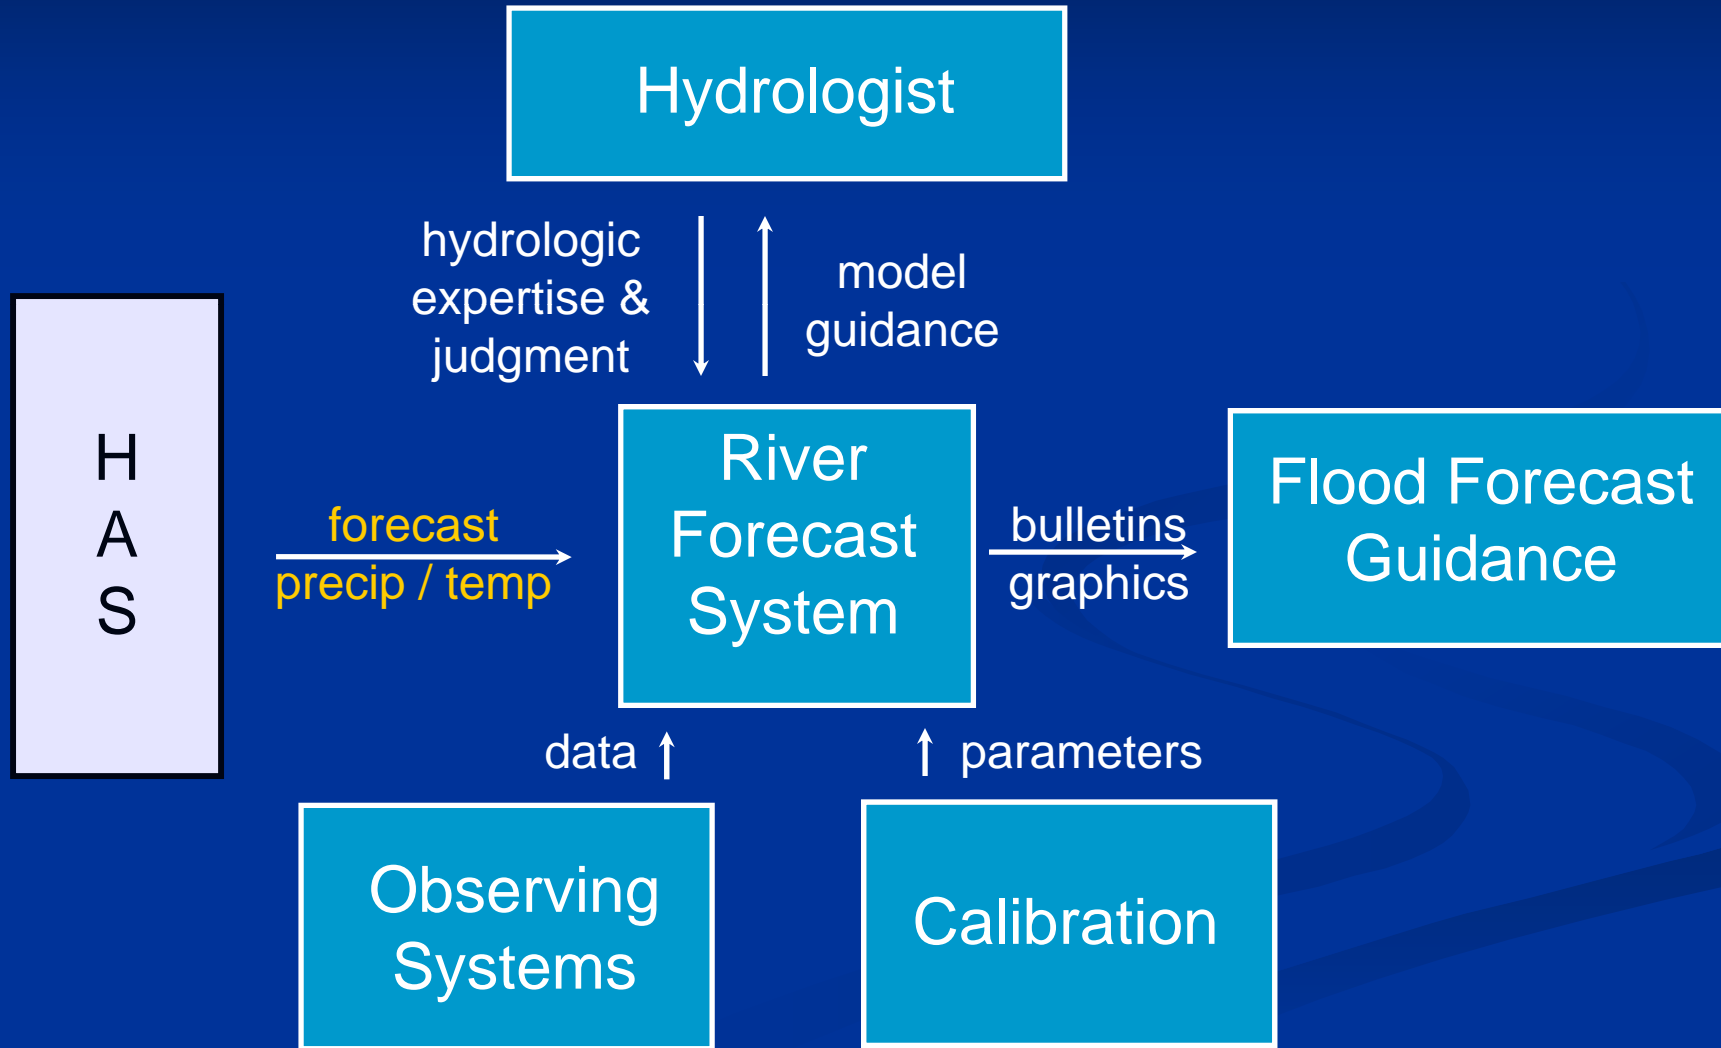 Hydrologist
hydrologic
expertise &
judgment
model
guidance
H
A
S
forecast
precip / temp
River
Forecast
System
bulletins
graphics
Flood Forecast
Guidance
data
parameters
Observing
Systems
Calibration